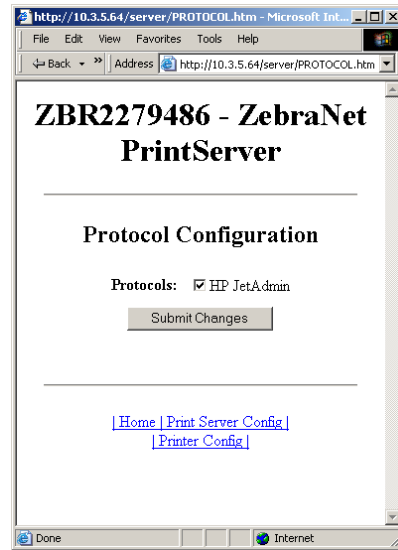 http://10.3.5.64/server/PROTOCOL.htm - Microsoft Int...
File Edit View Favorites Tools Help
Back » Address http://10.3.5.64/server/PROTOCOL.htm
ZBR2279486 - ZebraNet
PrintServer
Protocol Configuration
Protocols: HP JetAdmin
Submit Changes
| Home | Print Server Config |
| Printer Config |
Done Internet